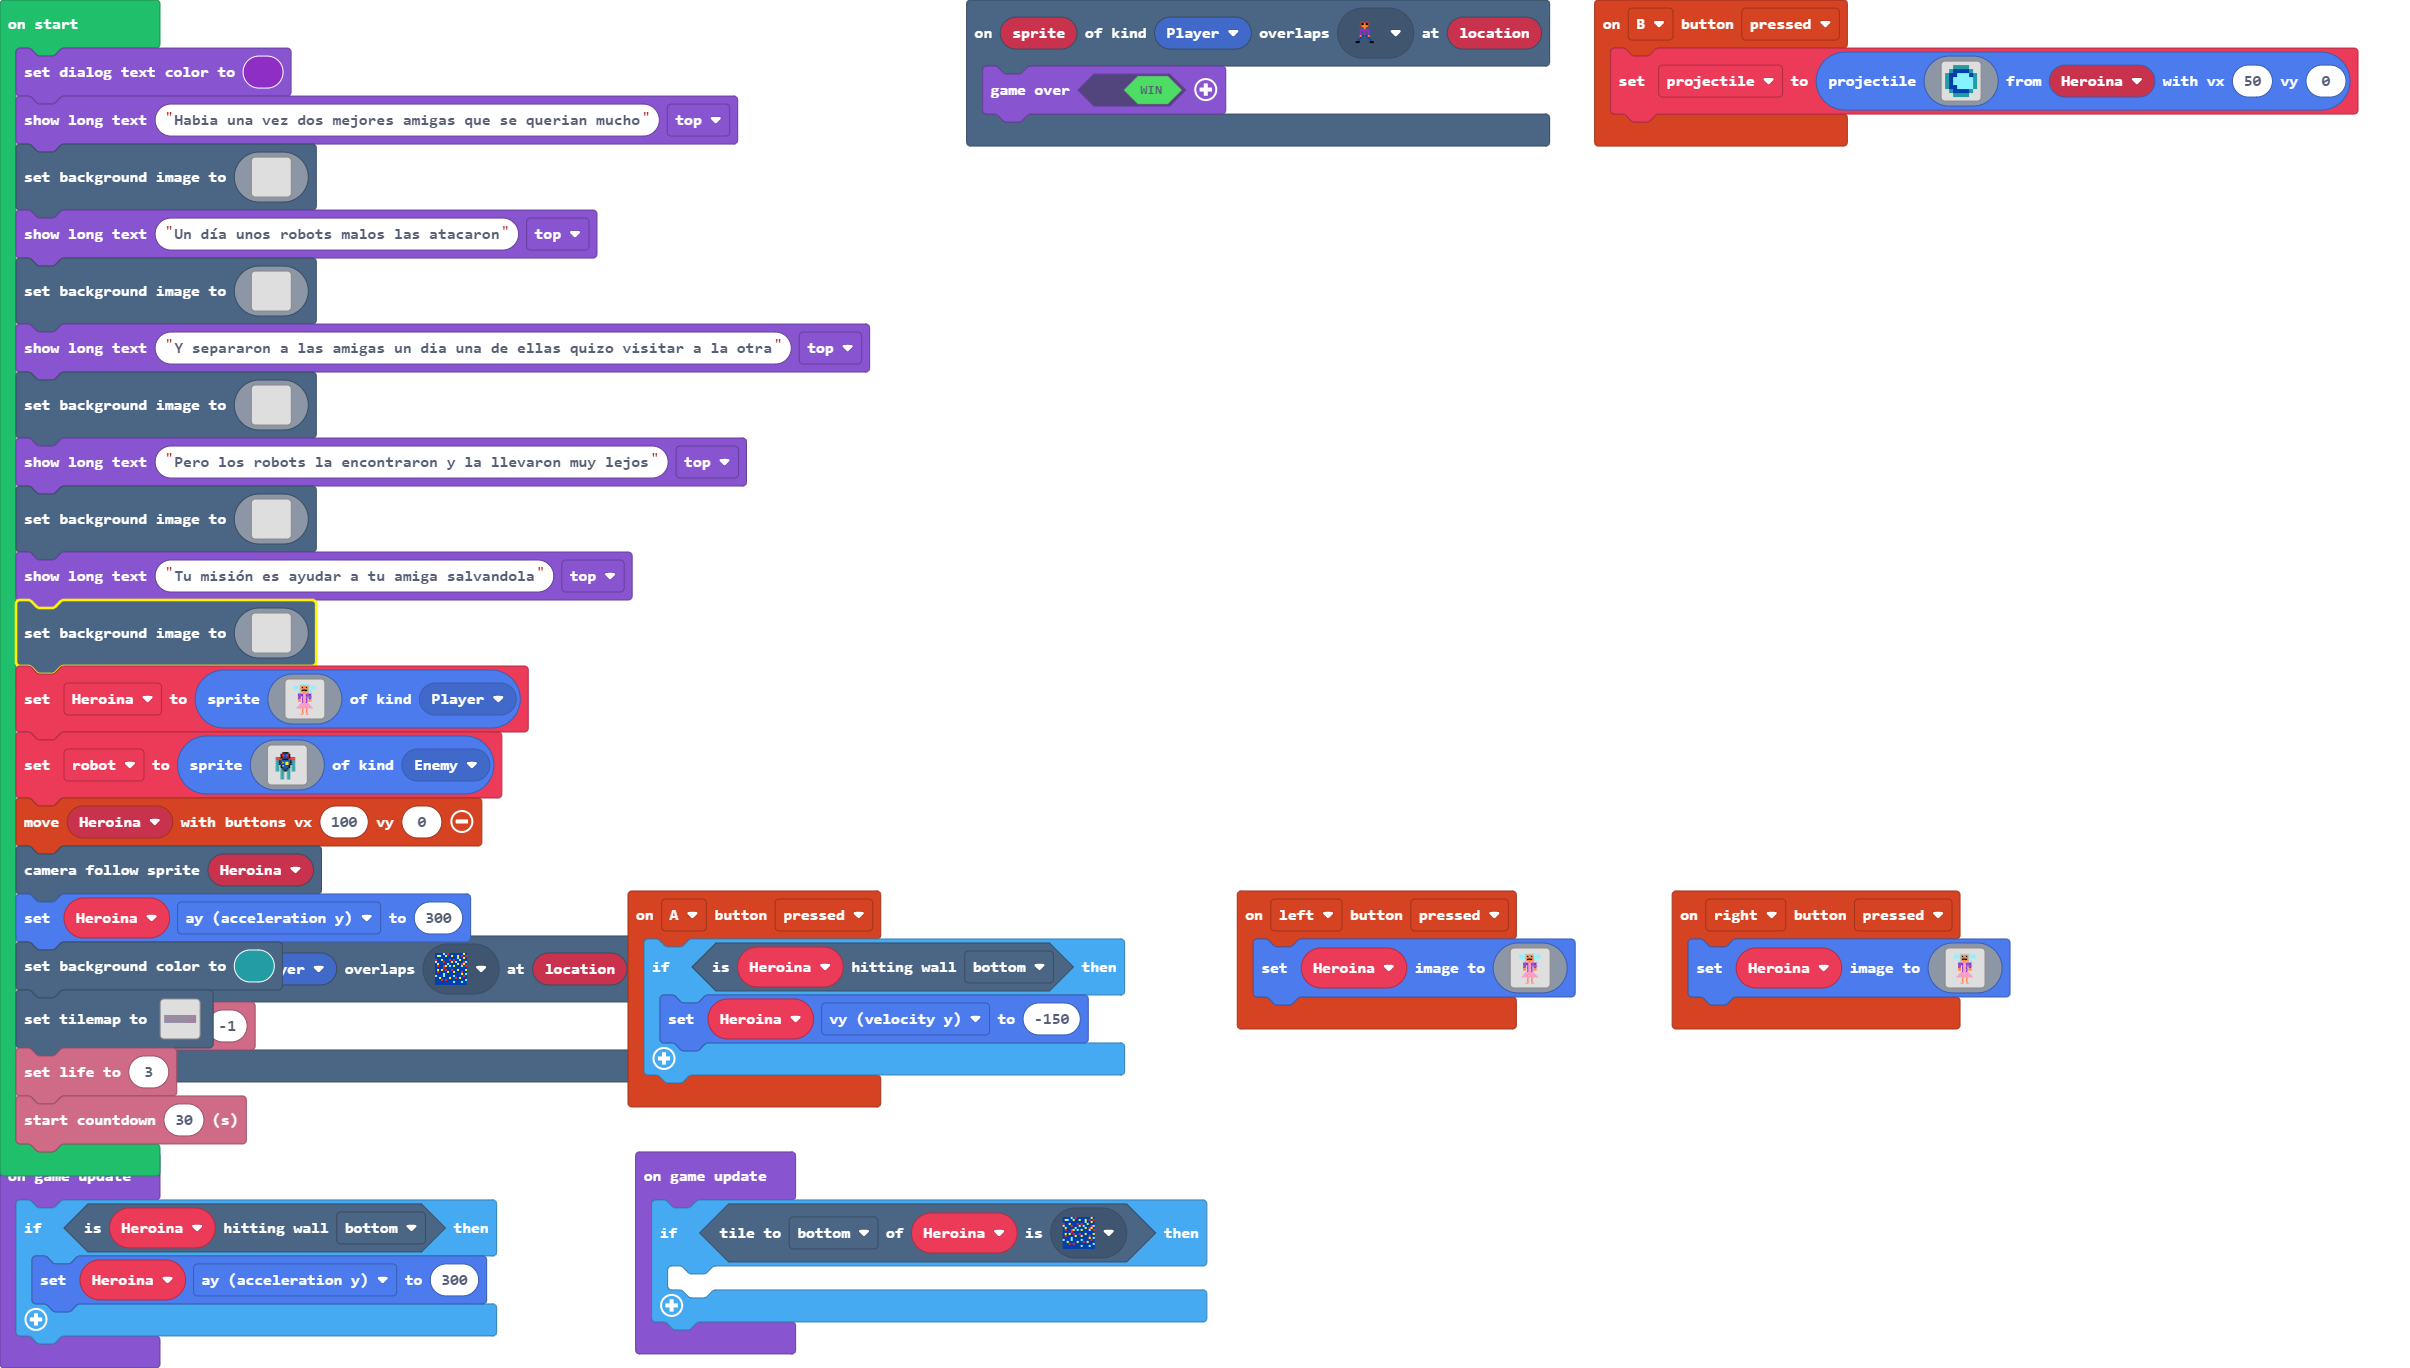 on start
set dialog text color to
show long text "Habia una vez dos mejores amigas que se querian mucho" top
set background image to
show long text "Un día unos robots malos las atacaron" top
set background image to
show long text "Y separaron a las amigas un dia una de ellas quizo visitar a la otra" top
set background image to
show long text "Pero los robots la encontraron y la llevaron muy lejos" top
set background image to
show long text "Tu misión es ayudar a tu amiga salvandola" top
set background image to
set Heroina to sprite of kind Player
set robot to sprite of kind Enemy
move Heroina with buttons vx 100 vy 0
camera follow sprite Heroina
set Heroina ay (acceleration y) to 300
set background color to
yer overlaps at location
set tilemap to
-1
set life to 3
start countdown 30 (s)
on game update
if is Heroina hitting wall bottom then
set Heroina ay (acceleration y) to 300
on sprite of kind Player overlaps at location
game over WIN
on B button pressed
set projectile to projectile from Heroina with vx 50 vy 0
on A button pressed
if is Heroina hitting wall bottom then
set Heroina vy (velocity y) to -150
on left button pressed
set Heroina image to
on right button pressed
set Heroina image to
on game update
if tile to bottom of Heroina is then